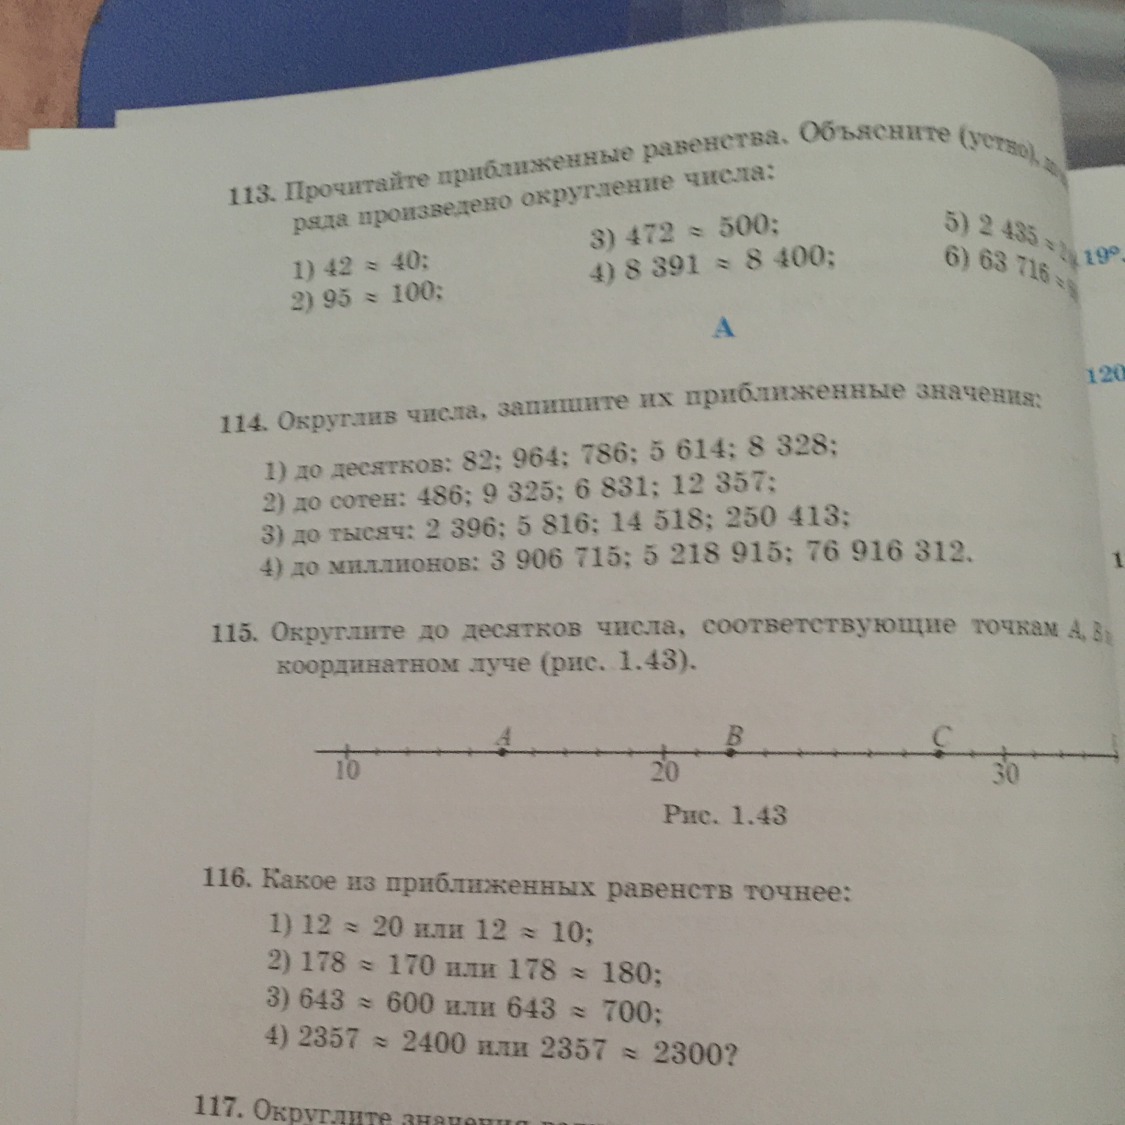 113. Прочитайте приближенные равенства. Объясните (устно),
ряда произведено округление числа:
1) 42 ≈ 40;
2) 95 ≈ 100;
3) 472 ≈ 500;
4) 8 391 ≈ 8 400;
5) 2 435 ≈
6) 63 716 ≈
19°.
А
120
114. Округлив числа, запишите их приближенные значения:
1) до десятков: 82; 964; 786; 5 614; 8 328;
2) до сотен: 486; 9 325; 6 831; 12 357;
3) до тысяч: 2 396; 5 816; 14 518; 250 413;
4) до миллионов: 3 906 715; 5 218 915; 76 916 312.
1
115. Округлите до десятков числа, соответствующие точкам A, B
координатном луче (рис. 1.43).
A B C
10 20 30
Рис. 1.43
116. Какое из приближенных равенств точнее:
1) 12 ≈ 20 или 12 ≈ 10;
2) 178 ≈ 170 или 178 ≈ 180;
3) 643 ≈ 600 или 643 ≈ 700;
4) 2357 ≈ 2400 или 2357 ≈ 2300?
117. Округлите значения